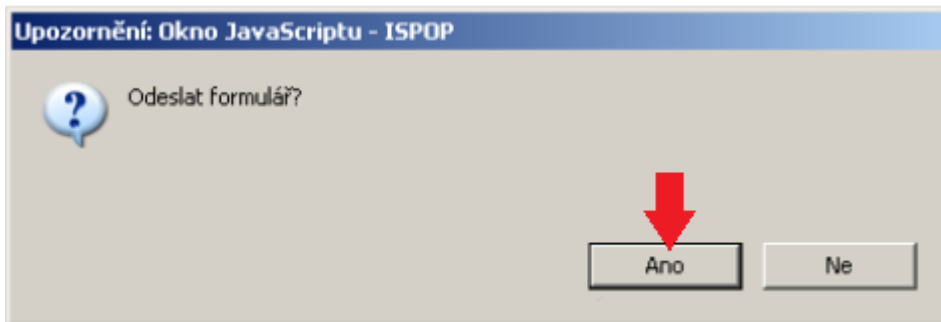 Upozornění: Okno JavaScriptu - ISPOP
Odeslat formulář?
Ano
Ne